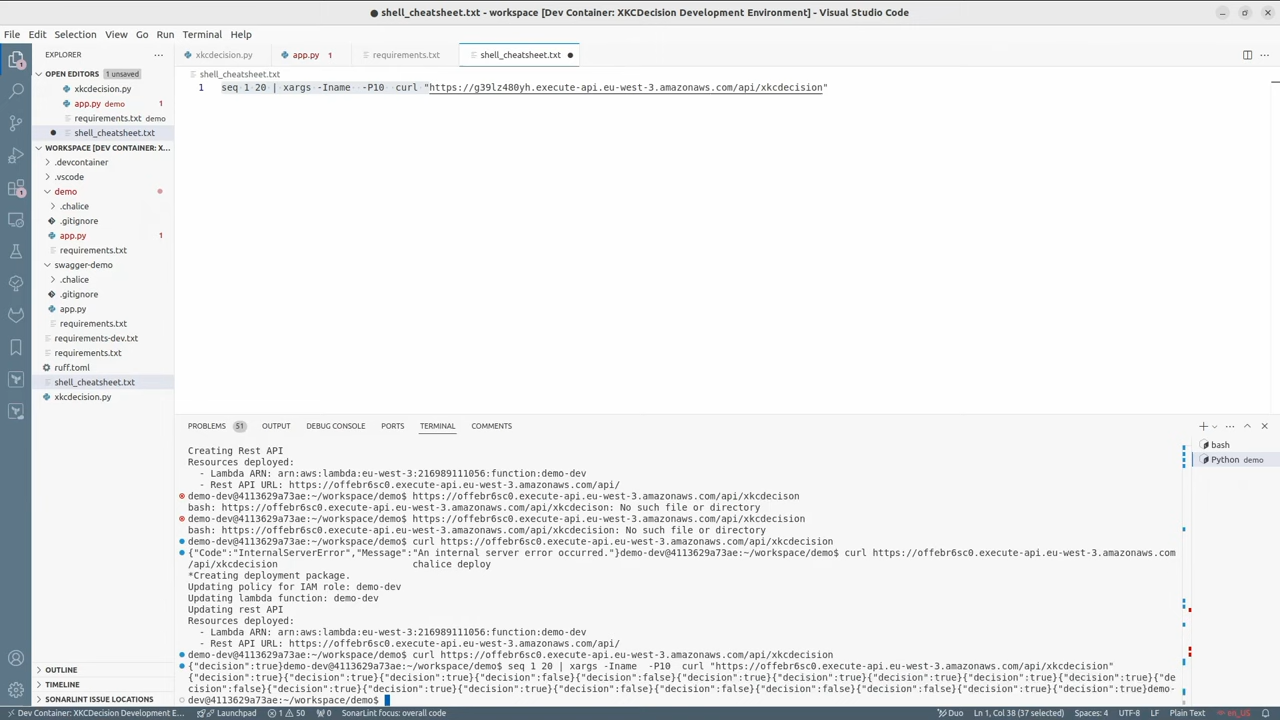 shell_cheatsheet.txt - workspace [Dev Container: XKCDecision Development Environment] - Visual Studio Code
File Edit Selection View Go Run Terminal Help
EXPLORER
OPEN EDITORS 1 unsaved
xkcdecision.py
app.py demo 1
requirements.txt demo
shell_cheatsheet.txt
WORKSPACE [DEV CONTAINER: X...
.devcontainer
.vscode
demo
.chalice
.gitignore
app.py 1
requirements.txt
swagger-demo
.chalice
.gitignore
app.py
requirements.txt
requirements-dev.txt
requirements.txt
ruff.toml
shell_cheatsheet.txt
xkcdecision.py
OUTLINE
TIMELINE
SONARLINT ISSUE LOCATIONS
xkcdecision.py app.py 1 requirements.txt shell_cheatsheet.txt
shell_cheatsheet.txt
1 seq 1 20 | xargs -Iname  -P10  curl "https://g39lz480yh.execute-api.eu-west-3.amazonaws.com/api/xkcdecision"
PROBLEMS 51 OUTPUT DEBUG CONSOLE PORTS TERMINAL COMMENTS
Creating Rest API
Resources deployed:
- Lambda ARN: arn:aws:lambda:eu-west-3:216989111056:function:demo-dev
- Rest API URL: https://offebr6sc0.execute-api.eu-west-3.amazonaws.com/api/
demo-dev@4113629a73ae:~/workspace/demo$ https://offebr6sc0.execute-api.eu-west-3.amazonaws.com/api/xkcdecison
bash: https://offebr6sc0.execute-api.eu-west-3.amazonaws.com/api/xkcdecison: No such file or directory
demo-dev@4113629a73ae:~/workspace/demo$ https://offebr6sc0.execute-api.eu-west-3.amazonaws.com/api/xkcdecision
bash: https://offebr6sc0.execute-api.eu-west-3.amazonaws.com/api/xkcdecision: No such file or directory
demo-dev@4113629a73ae:~/workspace/demo$ curl https://offebr6sc0.execute-api.eu-west-3.amazonaws.com/api/xkcdecision
{"Code":"InternalServerError","Message":"An internal server error occurred."}demo-dev@4113629a73ae:~/workspace/demo$ curl https://offebr6sc0.execute-api.eu-west-3.amazonaws.com
/api/xkcdecision chalice deploy
*Creating deployment package.
Updating policy for IAM role: demo-dev
Updating lambda function: demo-dev
Updating rest API
Resources deployed:
- Lambda ARN: arn:aws:lambda:eu-west-3:216989111056:function:demo-dev
- Rest API URL: https://offebr6sc0.execute-api.eu-west-3.amazonaws.com/api/
demo-dev@4113629a73ae:~/workspace/demo$ curl https://offebr6sc0.execute-api.eu-west-3.amazonaws.com/api/xkcdecision
{"decision":true}demo-dev@4113629a73ae:~/workspace/demo$ seq 1 20 | xargs -Iname  -P10  curl "https://offebr6sc0.execute-api.eu-west-3.amazonaws.com/api/xkcdecision"
{"decision":true}{"decision":true}{"decision":true}{"decision":false}{"decision":false}{"decision":true}{"decision":true}{"decision":true}{"decision":true}{"decision":true}{"de
cision":false}{"decision":true}{"decision":true}{"decision":true}{"decision":false}{"decision":false}{"decision":false}{"decision":false}{"decision":true}{"decision":true}demo-
dev@4113629a73ae:~/workspace/demo$
bash
Python demo
Dev Container: XKCDecision Development E... Launchpad 1 50 0 SonarLint focus: overall code Duo Ln 1, Col 38 (37 selected) Spaces: 4 UTF-8 LF Plain Text en_US